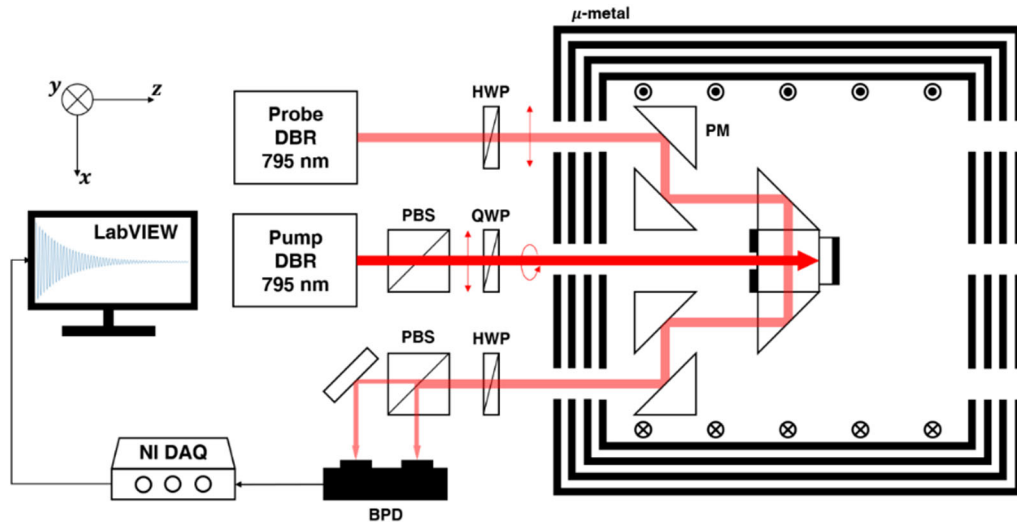 μ-metal
y
z
x
Probe
DBR
795 nm
HWP
PM
LabVIEW
Pump
DBR
795 nm
PBS
QWP
PBS
HWP
NI DAQ
BPD